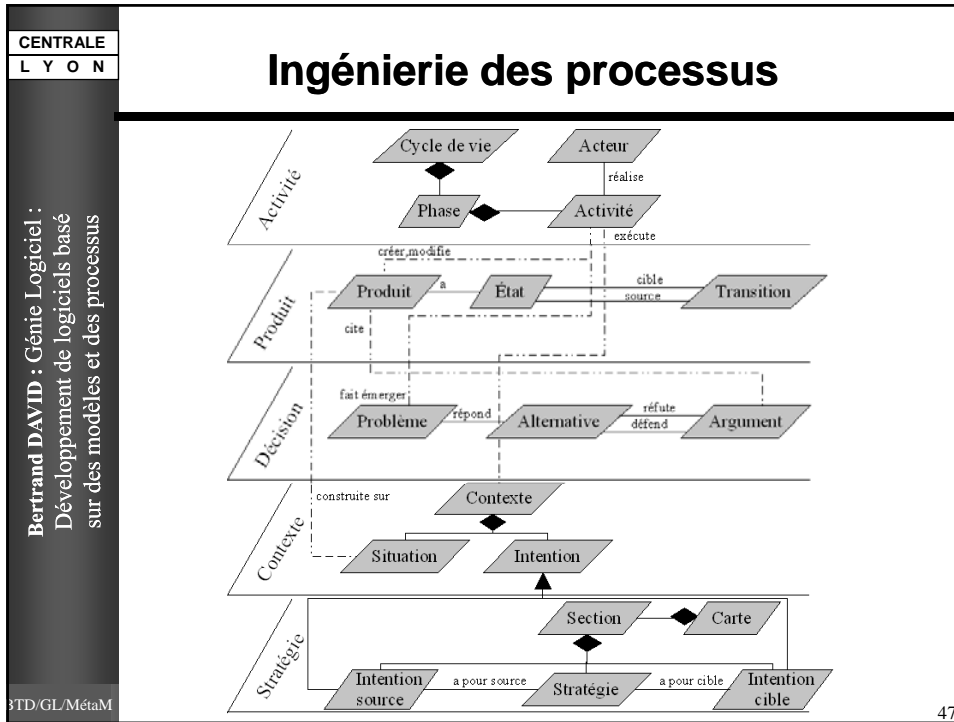 CENTRALE
L Y O N
Ingénierie des processus
Bertrand DAVID : Génie Logiciel :
Développement de logiciels basé
sur des modèles et des processus
Activité
Cycle de vie
Acteur
réalise
Phase
Activité
exécute
créer,modifie
Produit
Produit
a
État
cible
source
Transition
cite
Décision
fait émerger
Problème
répond
Alternative
réfute
défend
Argument
construite sur
Contexte
Contexte
Situation
Intention
Stratégie
Section
Carte
Intention
source
a pour source
Stratégie
a pour cible
Intention
cible
BTD/GL/MétaM
47